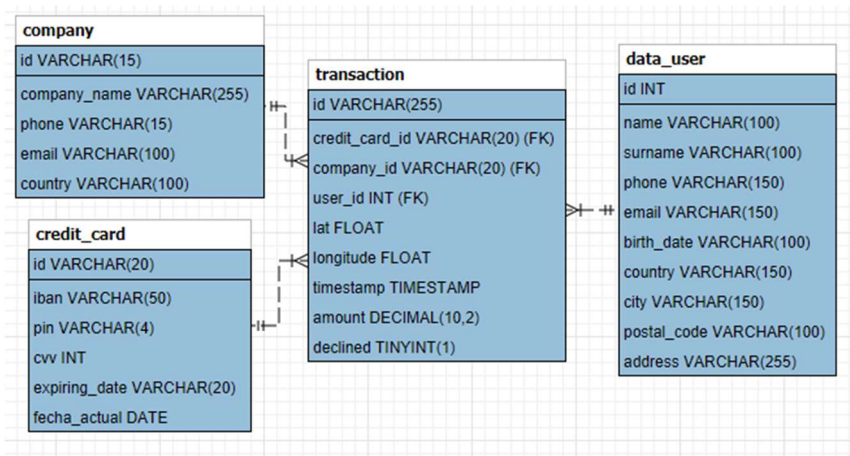 company
id VARCHAR(15)
company_name VARCHAR(255)
phone VARCHAR(15)
email VARCHAR(100)
country VARCHAR(100)
credit_card
id VARCHAR(20)
iban VARCHAR(50)
pin VARCHAR(4)
cvv INT
expiring_date VARCHAR(20)
fecha_actual DATE
transaction
id VARCHAR(255)
credit_card_id VARCHAR(20) (FK)
company_id VARCHAR(20) (FK)
user_id INT (FK)
lat FLOAT
longitude FLOAT
timestamp TIMESTAMP
amount DECIMAL(10,2)
declined TINYINT(1)
data_user
id INT
name VARCHAR(100)
surname VARCHAR(100)
phone VARCHAR(150)
email VARCHAR(150)
birth_date VARCHAR(100)
country VARCHAR(150)
city VARCHAR(150)
postal_code VARCHAR(100)
address VARCHAR(255)